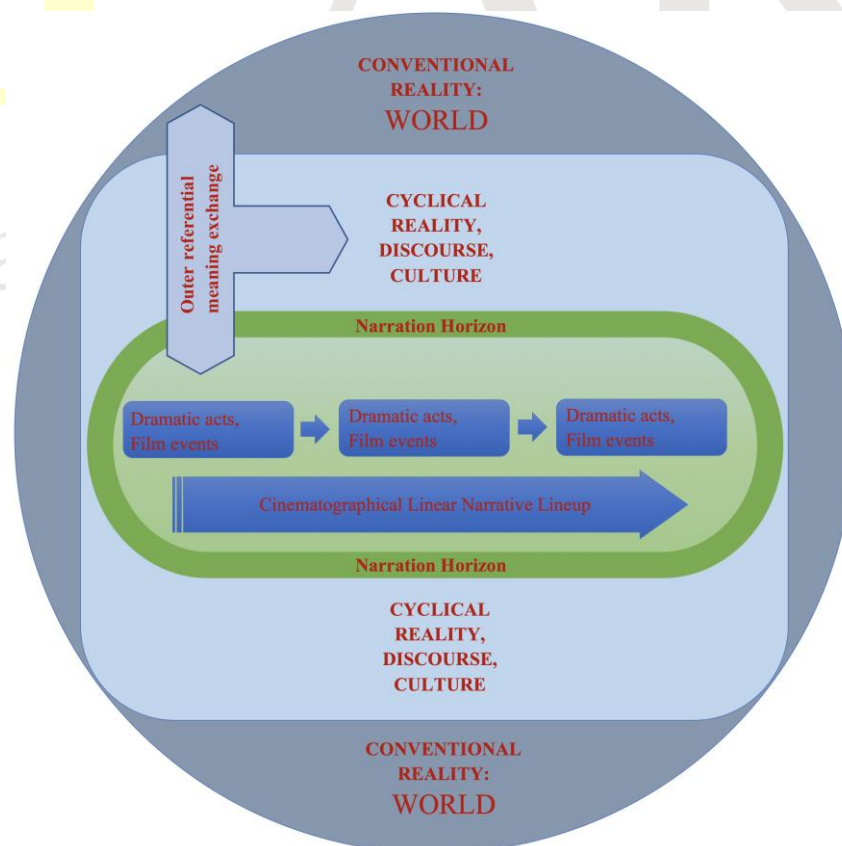 CONVENTIONAL
REALITY:
WORLD
Outer referential
meaning exchange
CYCLICAL
REALITY,
DISCOURSE,
CULTURE
Narration Horizon
Dramatic acts,
Film events
Dramatic acts,
Film events
Dramatic acts,
Film events
Cinematographical Linear Narrative Lineup
Narration Horizon
CYCLICAL
REALITY,
DISCOURSE,
CULTURE
CONVENTIONAL
REALITY:
WORLD